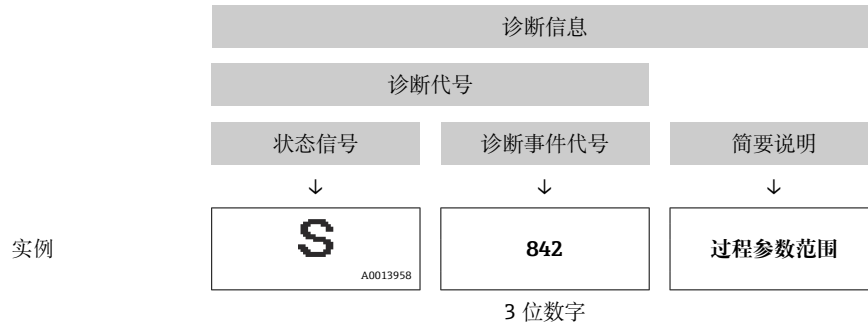 诊断信息
诊断代号
状态信号 诊断事件代号 简要说明
↓ ↓ ↓
实例 S 842 过程参数范围
A0013958
3 位数字